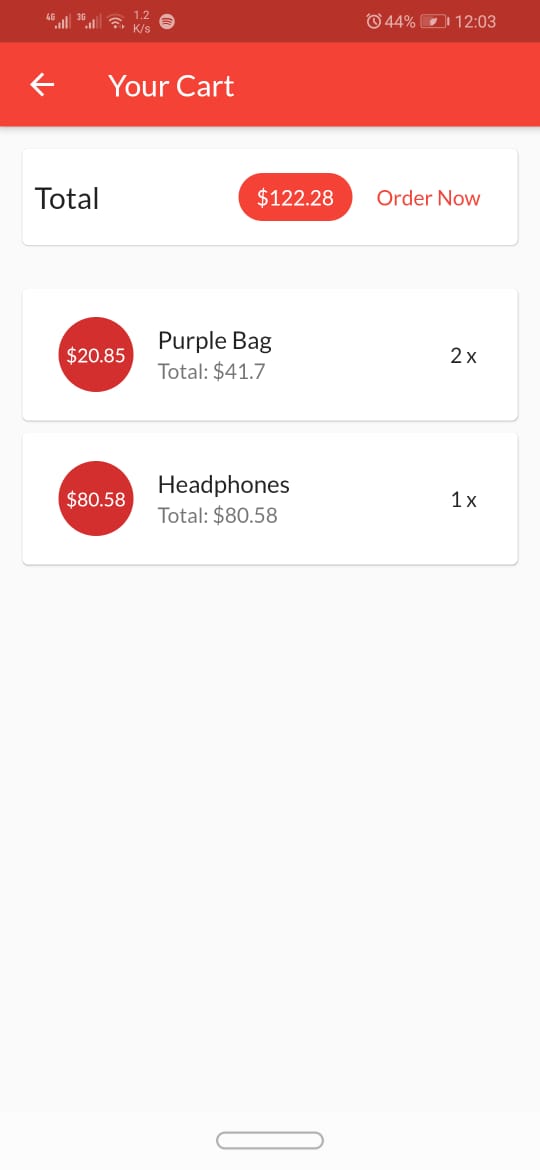 4G 3G 1.2 K/s 44% 12:03
Your Cart
Total $122.28 Order Now
$20.85 Purple Bag 2 x
Total: $41.7
$80.58 Headphones 1 x
Total: $80.58